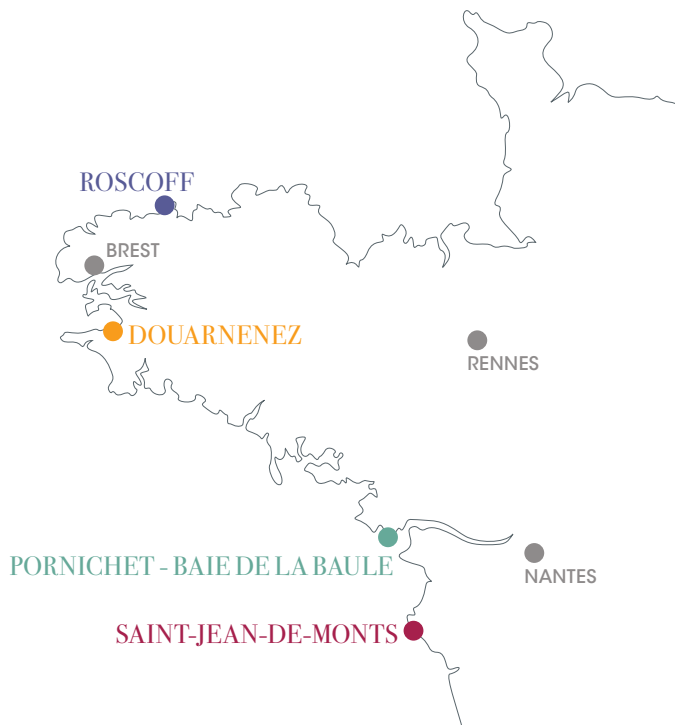 ROSCOFF
BREST
DOUARNENEZ
RENNES
PORNICHET - BAIE DE LA BAULE
NANTES
SAINT-JEAN-DE-MONTS